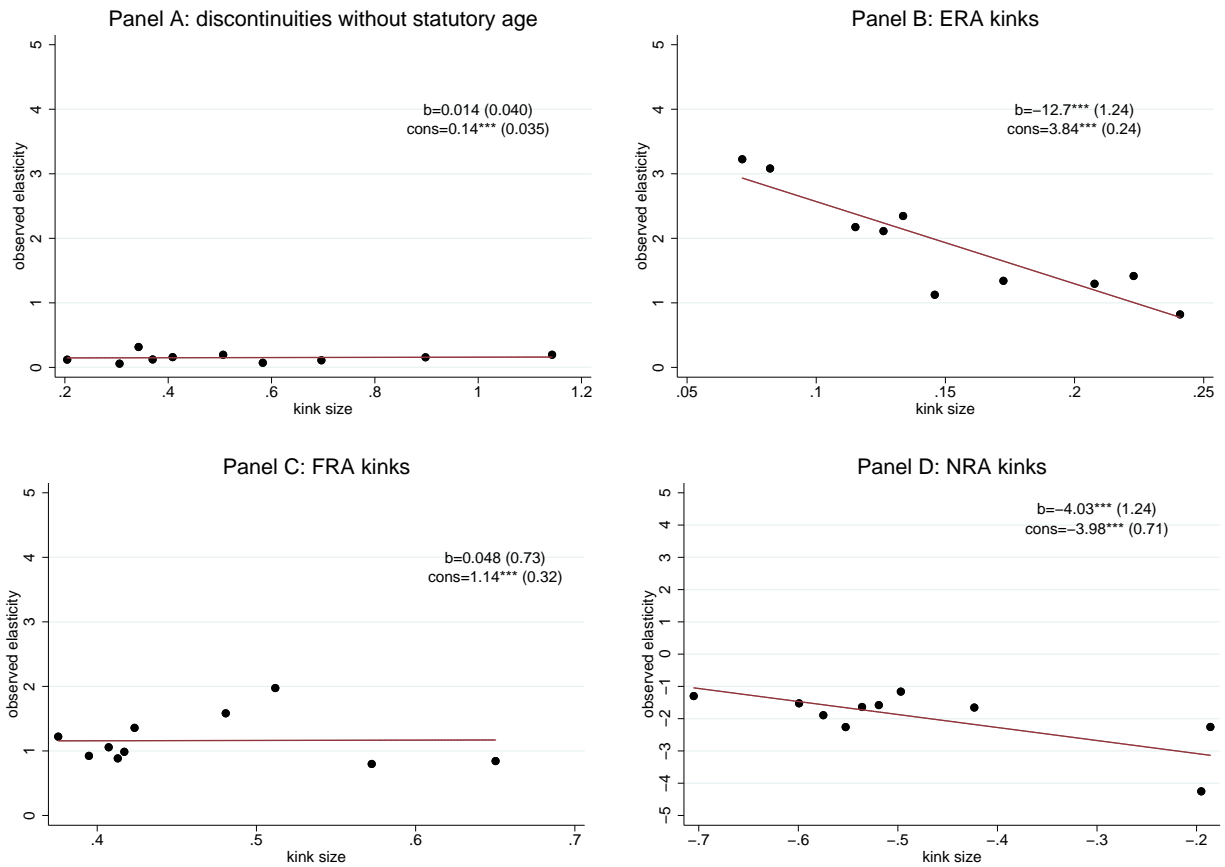 Panel A: discontinuities without statutory age
5
4
3
2
1
0
observed elasticity
b=0.014 (0.040)
cons=0.14*** (0.035)
.2
.4
.6
.8
1
1.2
kink size
Panel B: ERA kinks
5
4
3
2
1
0
observed elasticity
b=−12.7*** (1.24)
cons=3.84*** (0.24)
.05
.1
.15
.2
.25
kink size
Panel C: FRA kinks
5
4
3
2
1
0
observed elasticity
b=0.048 (0.73)
cons=1.14*** (0.32)
.4
.5
.6
.7
kink size
Panel D: NRA kinks
5
4
3
2
1
0
−1
−2
−3
−4
−5
observed elasticity
b=−4.03*** (1.24)
cons=−3.98*** (0.71)
−.7
−.6
−.5
−.4
−.3
−.2
kink size